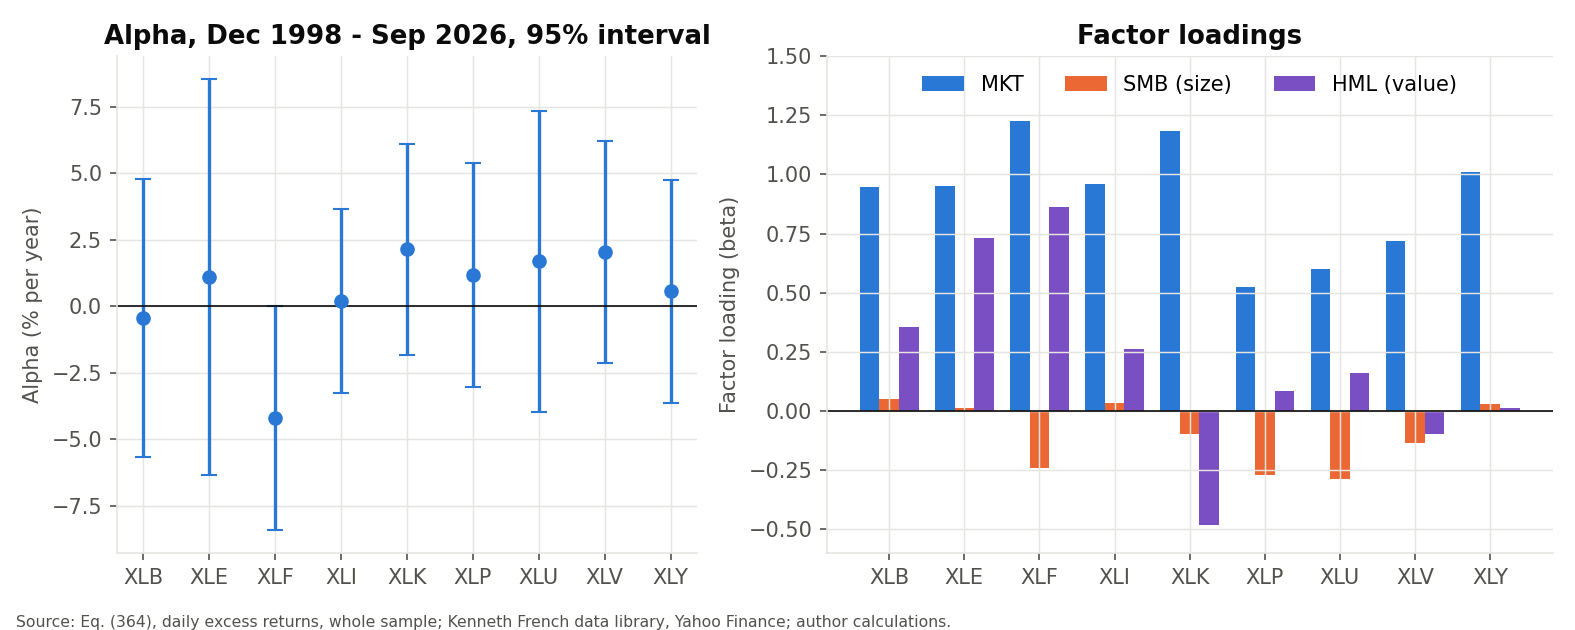 Alpha, Dec 1998 - Sep 2026, 95% interval
Alpha (% per year)
7.5
5.0
2.5
0.0
−2.5
−5.0
−7.5
XLB XLE XLF XLI XLK XLP XLU XLV XLY
Factor loadings
MKT SMB (size) HML (value)
Factor loading (beta)
1.50
1.25
1.00
0.75
0.50
0.25
0.00
−0.25
−0.50
XLB XLE XLF XLI XLK XLP XLU XLV XLY
Source: Eq. (364), daily excess returns, whole sample; Kenneth French data library, Yahoo Finance; author calculations.